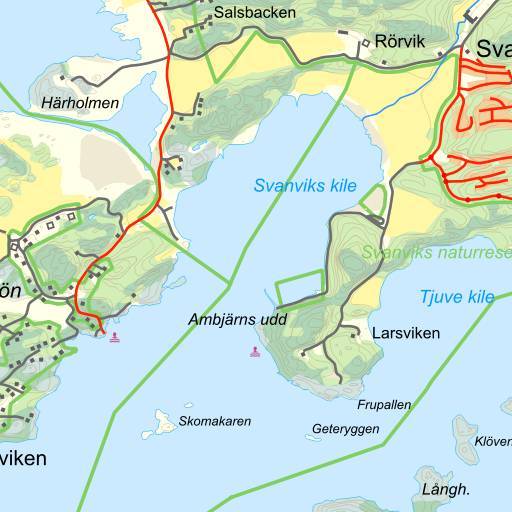 Salsbacken
Rörvik
Sva
Härholmen
Svanviks kile
Svanviks naturrese
ön
Tjuve kile
Ambjärns udd
Larsviken
Frupallen
Skomakaren
Geteryggen
Klöven
viken
Långh.